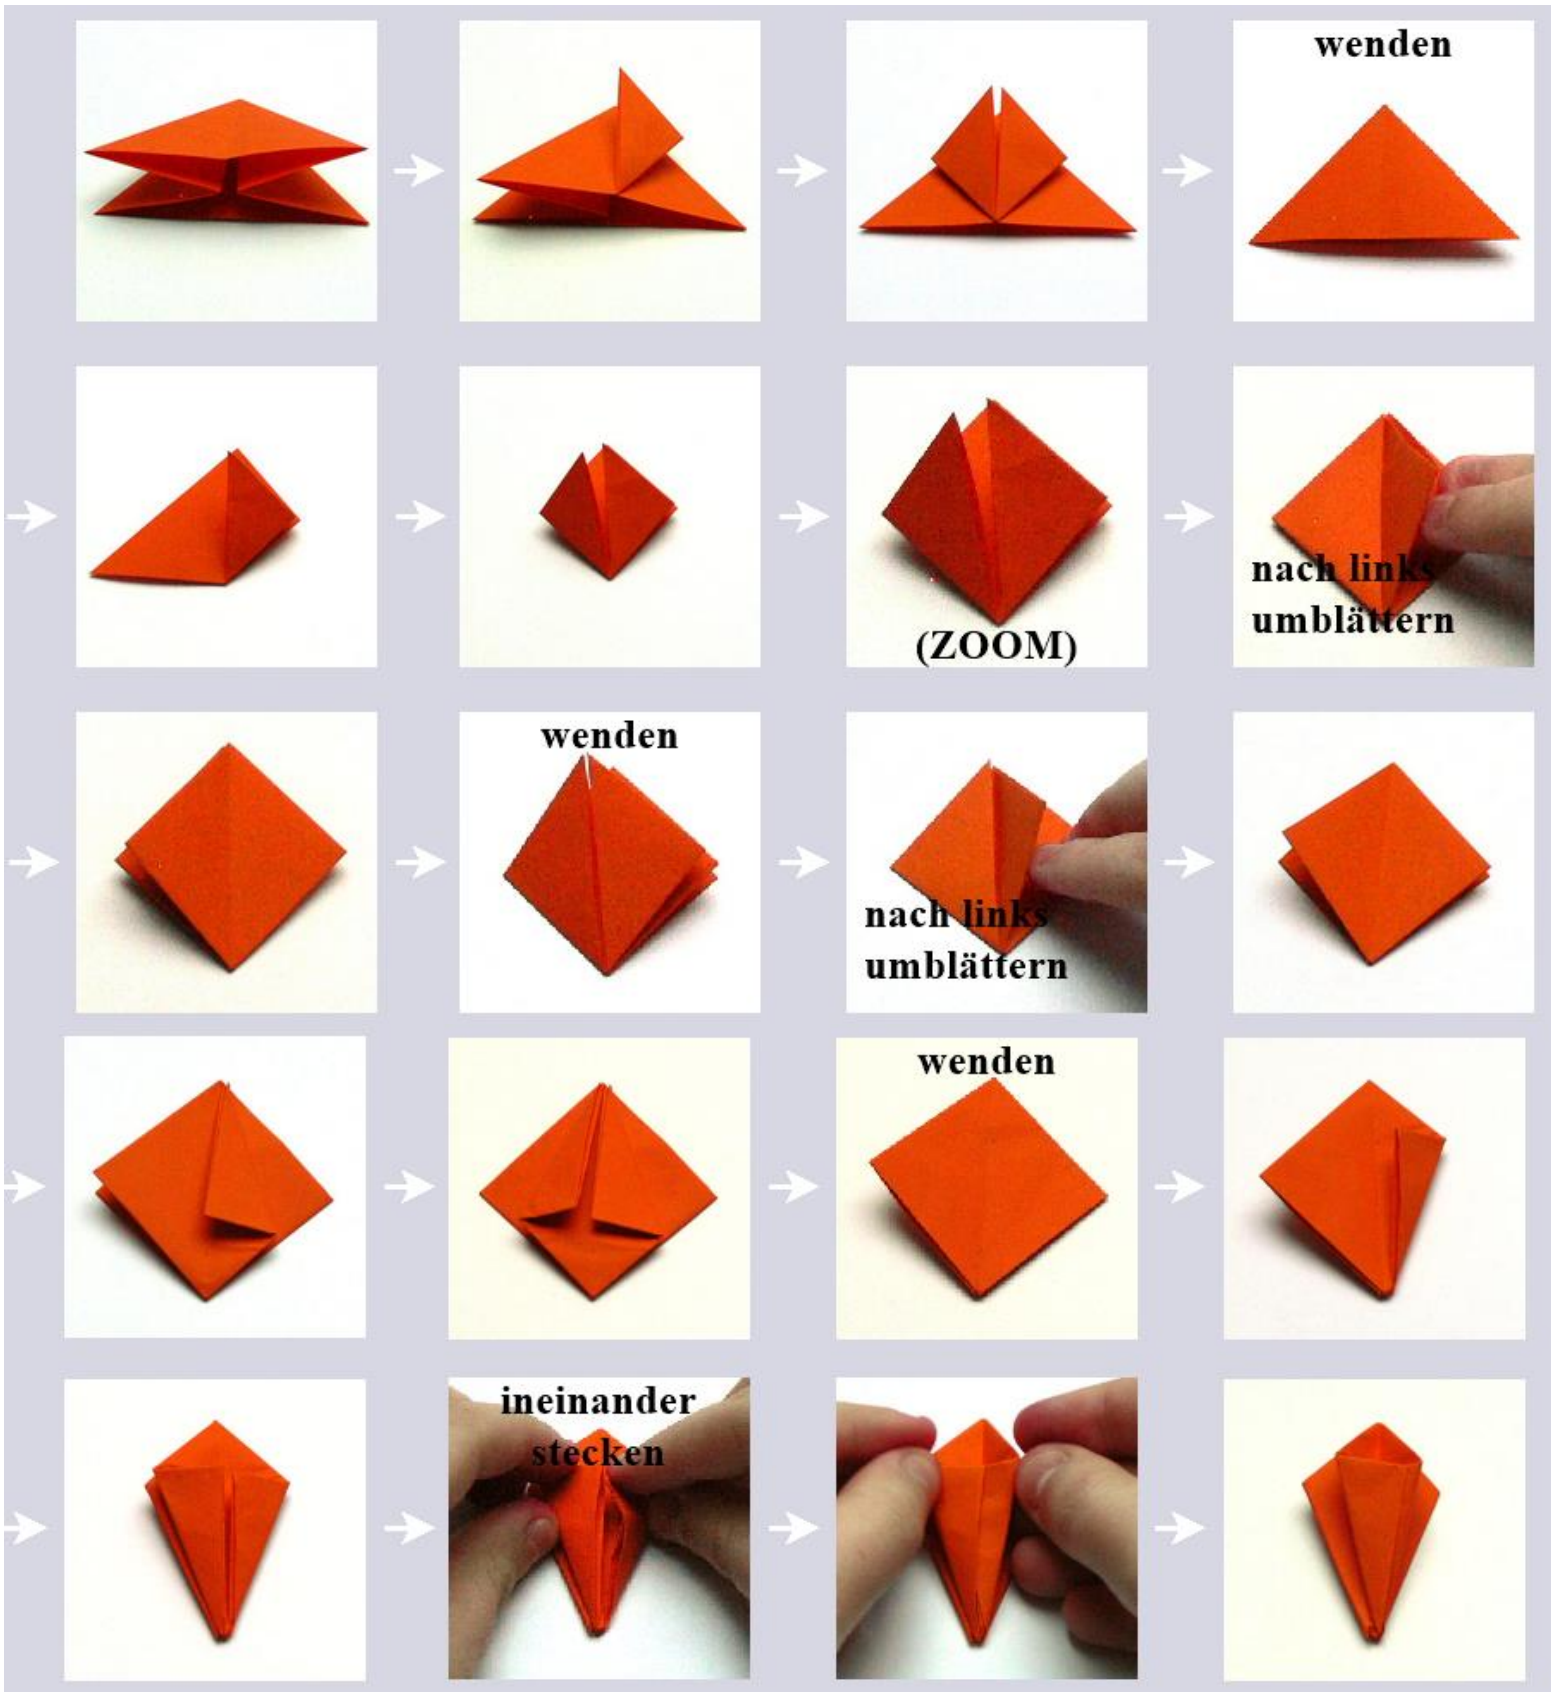 wenden
(ZOOM)
nach links
umblättern
wenden
nach links
umblättern
wenden
ineinander
stecken